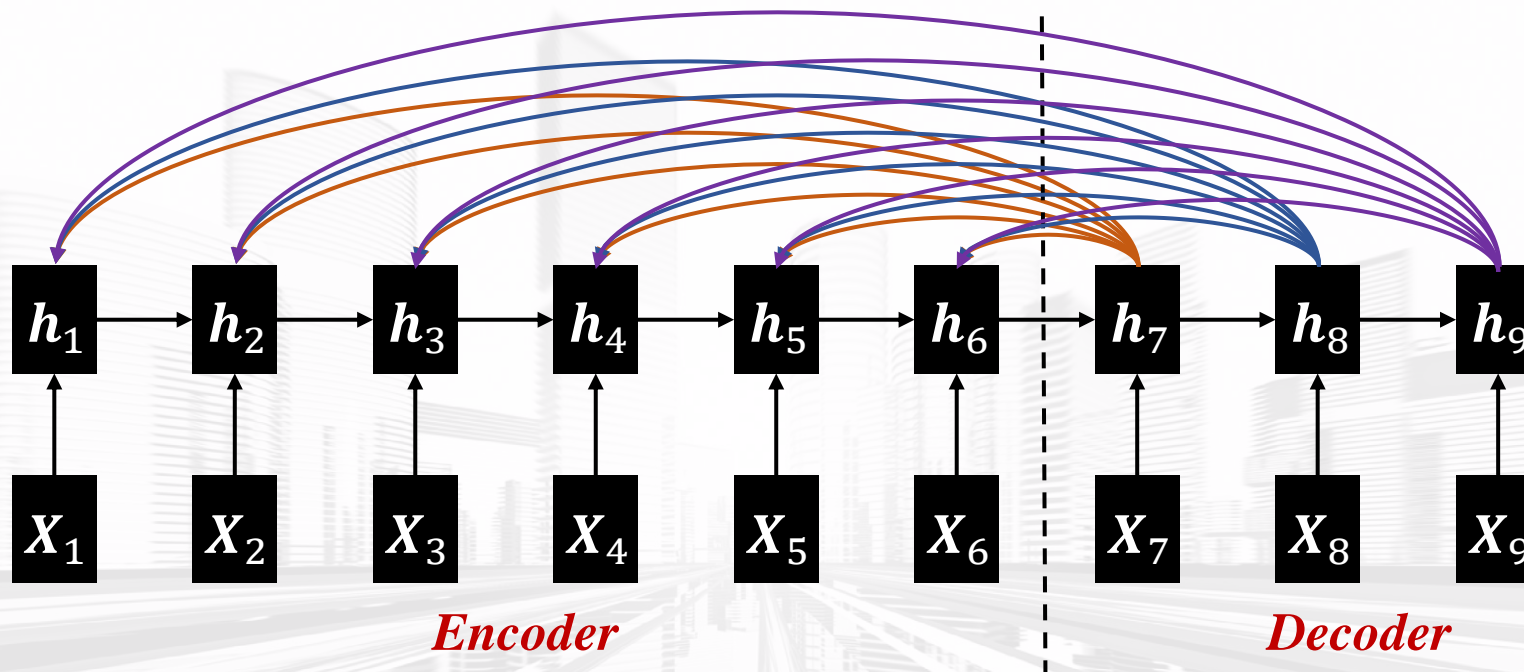 h₁ h₂ h₃ h₄ h₅ h₆ h₇ h₈ h₉
X₁ X₂ X₃ X₄ X₅ X₆ X₇ X₈ X₉
Encoder Decoder